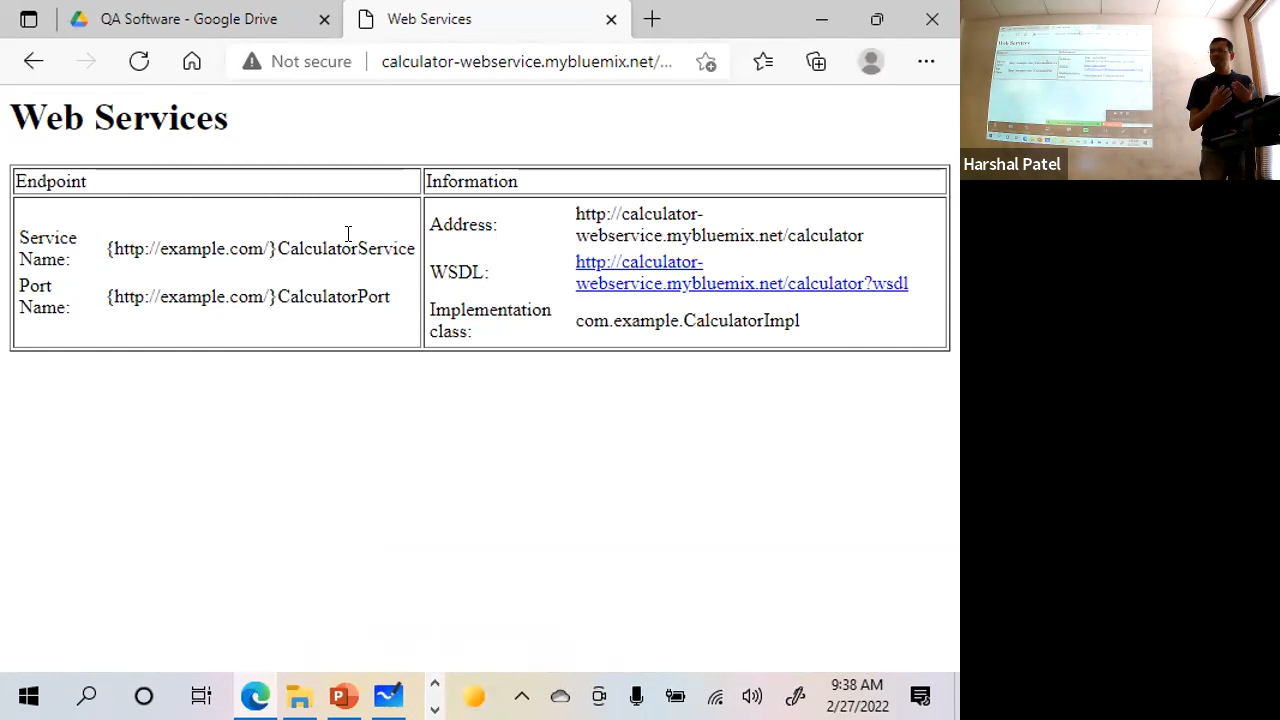 QA Software - Google Drive
Web Services
Not secure
calculator-webservice.mybluemix.net/...
Web Services
Endpoint
Information
Service
Name:
{http://example.com/}CalculatorService
Port
Name:
{http://example.com/}CalculatorPort
Address:
http://calculator-
webservice.mybluemix.net/calculator
WSDL:
http://calculator-
webservice.mybluemix.net/calculator?wsdl
Implementation
class:
com.example.CalculatorImpl
Web Services
Harshal Patel
9:38 AM
2/27/2022